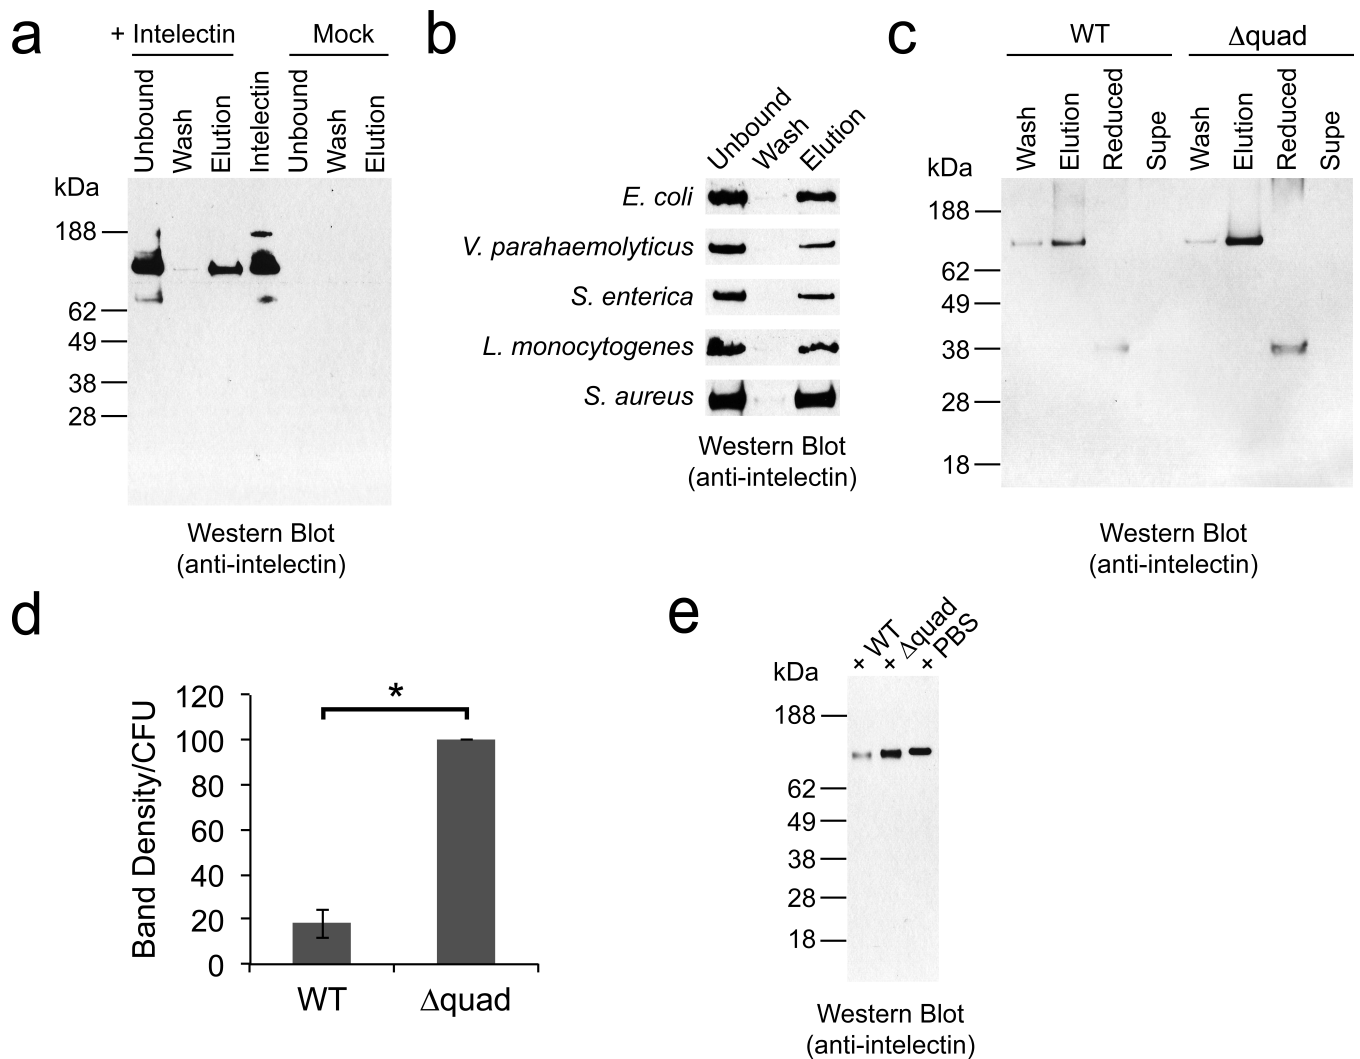 a
+ Intelectin
Mock
Unbound
Wash
Elution
Intelectin
Unbound
Wash
Elution
kDa
188
62
49
38
28
Western Blot
(anti-intelectin)
b
Unbound
Wash
Elution
E. coli
V. parahaemolyticus
S. enterica
L. monocytogenes
S. aureus
Western Blot
(anti-intelectin)
c
WT
Δquad
Wash
Elution
Reduced
Supe
Wash
Elution
Reduced
Supe
kDa
188
62
49
38
28
18
Western Blot
(anti-intelectin)
d
Band Density/CFU
120
100
80
60
40
20
0
*
WT
Δquad
e
+ WT
+ Δquad
+ PBS
kDa
188
62
49
38
28
18
Western Blot
(anti-intelectin)